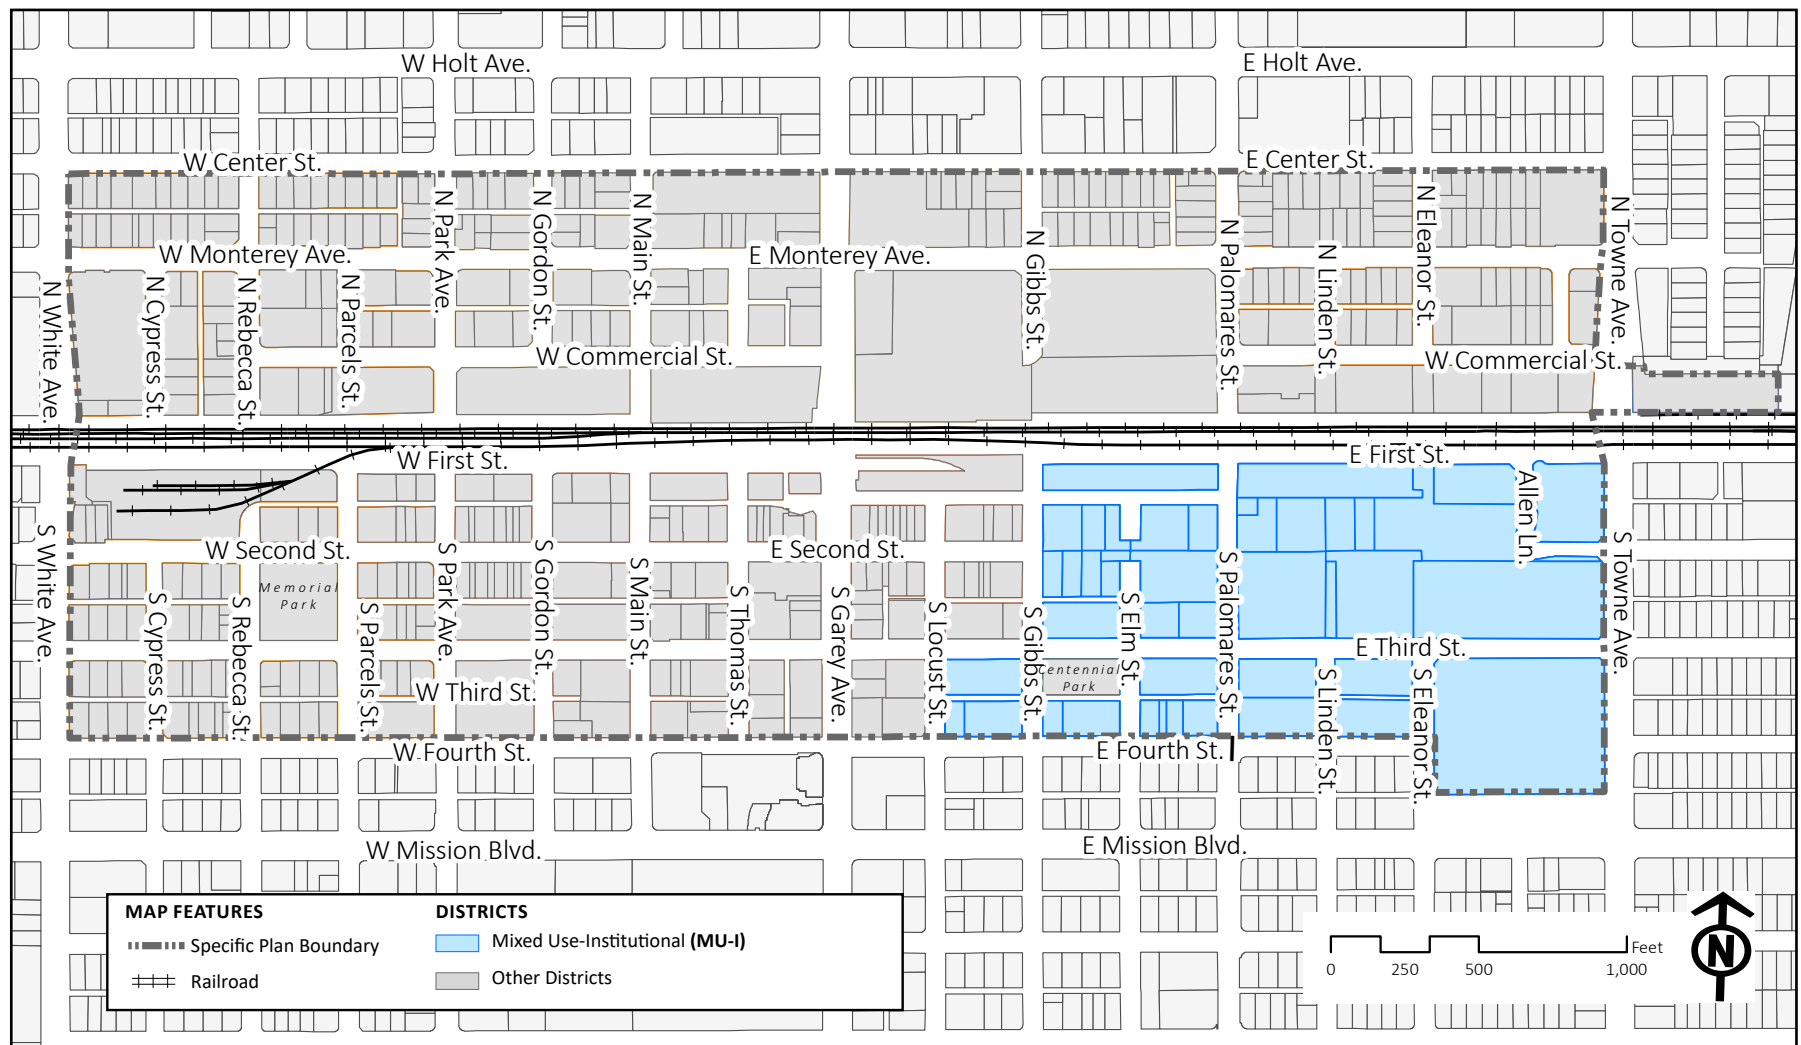 W Holt Ave.
E Holt Ave.
W Center St.
E Center St.
N Park Ave.
N Gordon St.
N Main St.
N Eleanor St.
N Towne Ave.
W Monterey Ave.
E Monterey Ave.
N Gibbs St.
N Palomares St.
N Linden St.
N White Ave.
N Cypress St.
N Rebecca St.
N Parcells St.
W Commercial St.
W Commercial St.
W First St.
E First St.
Allen Ln.
S White Ave.
W Second St.
E Second St.
S Towne Ave.
Memorial
Park
S Cypress St.
S Rebecca St.
S Parcels St.
S Park Ave.
S Gordon St.
S Main St.
S Thomas St.
S Garey Ave.
S Locust St.
S Gibbs St.
S Elm St.
S Palomares St.
E Third St.
Centennial
Park
S Linden St.
S Eleanor St.
W Third St.
W Fourth St.
E Fourth St.
W Mission Blvd.
E Mission Blvd.
MAP FEATURES
Specific Plan Boundary
Railroad
DISTRICTS
Mixed Use-Institutional (MU-I)
Other Districts
Feet
0 250 500 1,000
N